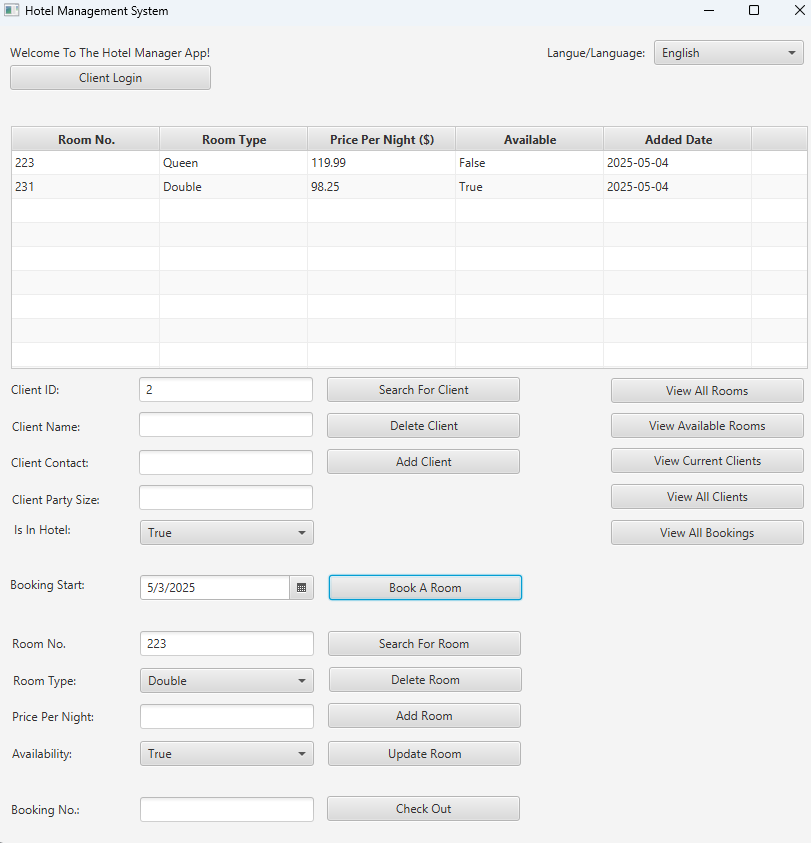 Hotel Management System
Welcome To The Hotel Manager App!
Langue/Language: English
Client Login
Room No. Room Type Price Per Night ($) Available Added Date
223 Queen 119.99 False 2025-05-04
231 Double 98.25 True 2025-05-04
Client ID: 2 Search For Client View All Rooms
Client Name: Delete Client View Available Rooms
Client Contact: Add Client View Current Clients
Client Party Size: View All Clients
Is In Hotel: True View All Bookings
Booking Start: 5/3/2025 Book A Room
Room No. 223 Search For Room
Room Type: Double Delete Room
Price Per Night: Add Room
Availability: True Update Room
Booking No.: Check Out